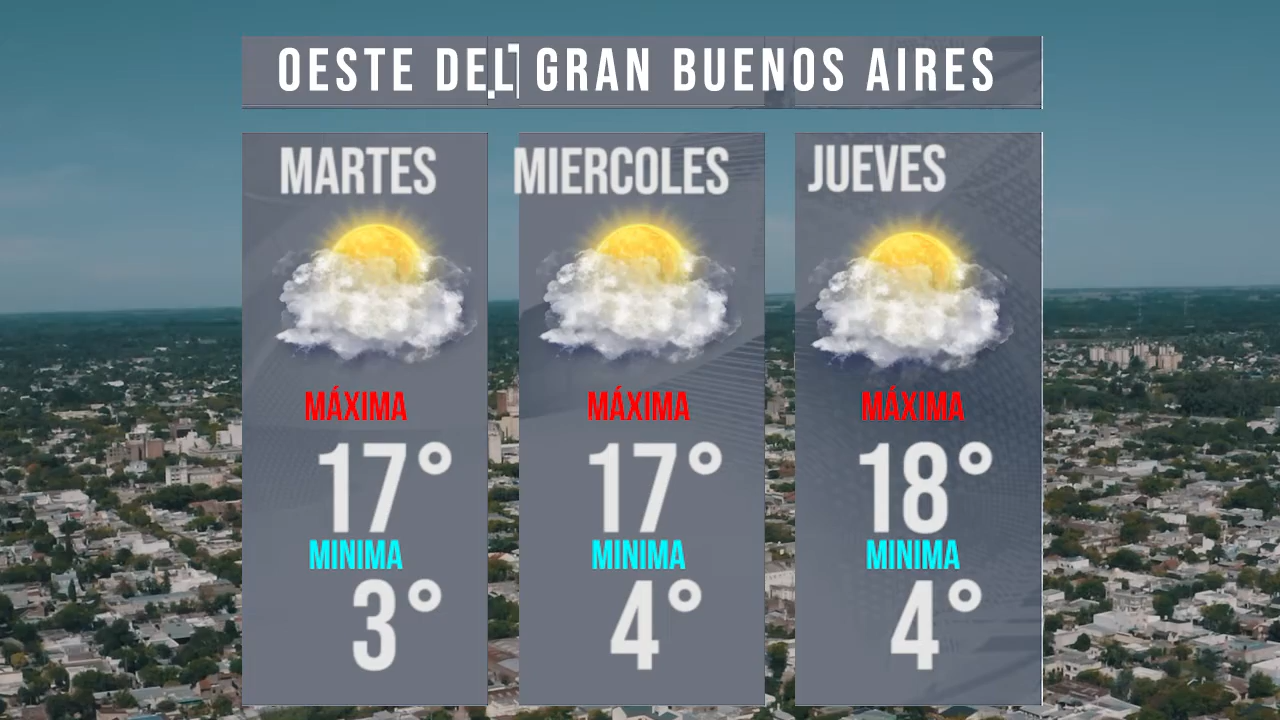 OESTE DEL GRAN BUENOS AIRES
MARTES
MÁXIMA
17°
MINIMA
3°
MIERCOLES
MÁXIMA
17°
MINIMA
4°
JUEVES
MÁXIMA
18°
MINIMA
4°